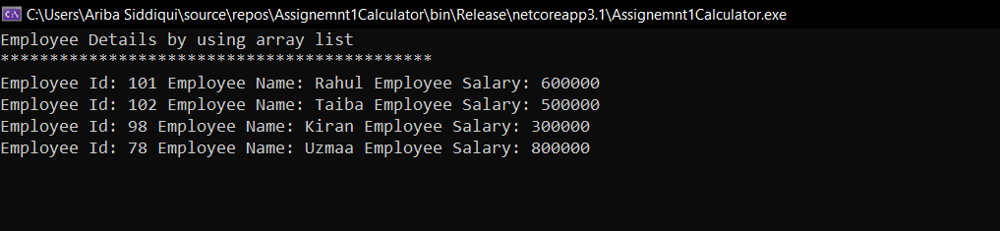 C:\Users\Ariba Siddiqui\source\repos\Assignemnt1Calculator\bin\Release\netcoreapp3.1\Assignemnt1Calculator.exe
Employee Details by using array list
********************************************
Employee Id: 101 Employee Name: Rahul Employee Salary: 600000
Employee Id: 102 Employee Name: Taiba Employee Salary: 500000
Employee Id: 98 Employee Name: Kiran Employee Salary: 300000
Employee Id: 78 Employee Name: Uzmaa Employee Salary: 800000